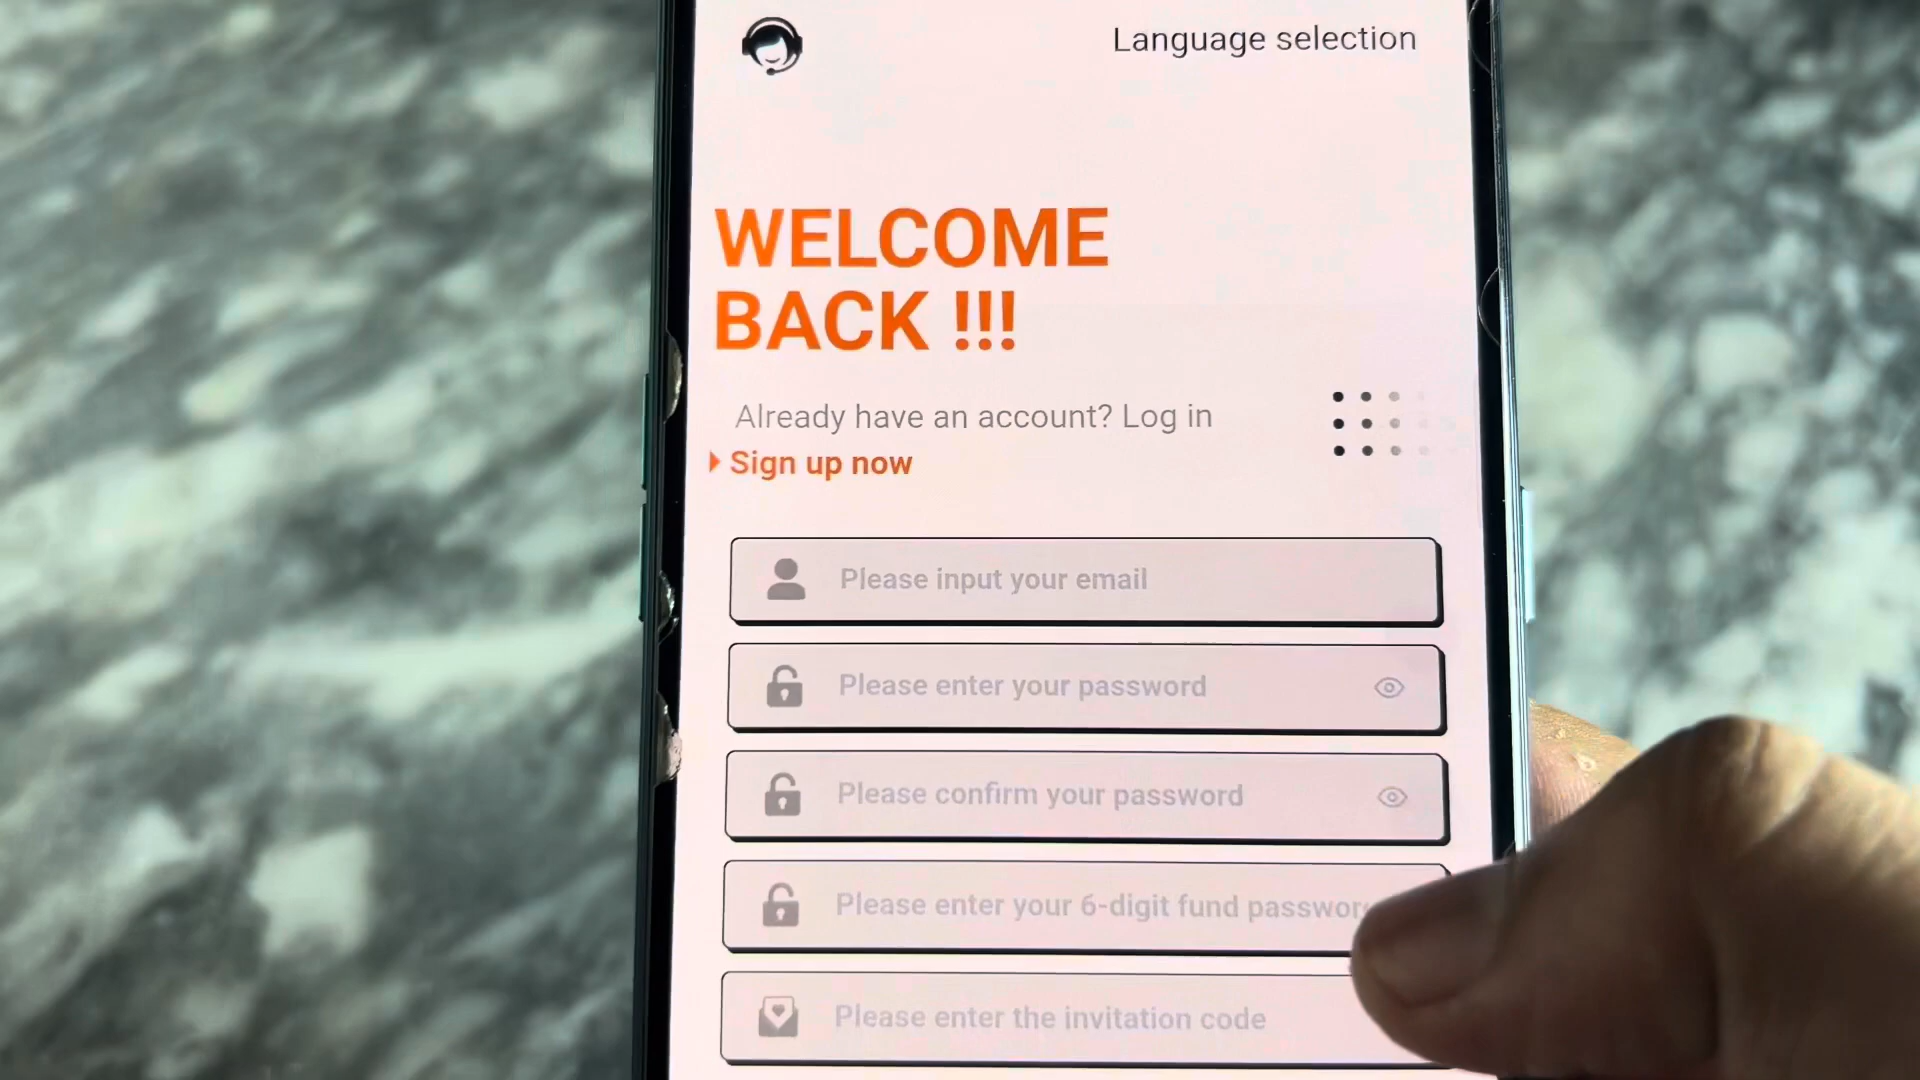 Language selection
WELCOME
BACK !!!
Already have an account? Log in
Sign up now
Please input your email
Please enter your password
Please confirm your password
Please enter your 6-digit fund
Please enter the invitation code